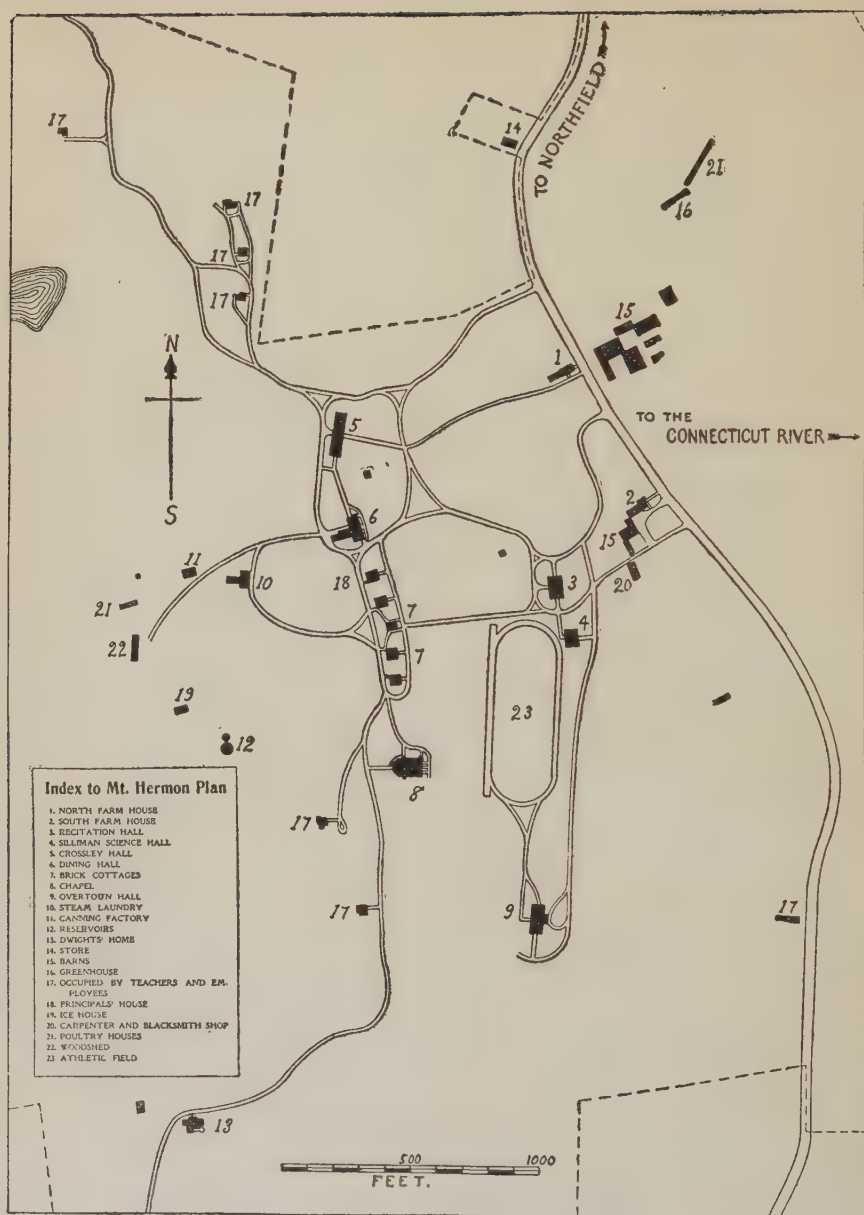 17
14
TO NORTHFIELD
21
16
17
17
17
15
1
N
S
TO THE
CONNECTICUT RIVER
5
6
2
15
20
11
10
18
3
21
7
4
22
7
19
23
12
8
17
17
9
17
Index to Mt. Hermon Plan
1. NORTH FARM HOUSE
2. SOUTH FARM HOUSE
3. RECITATION HALL
4. SILLIMAN SCIENCE HALL
5. CROSSLEY HALL
6. DINING HALL
7. BRICK COTTAGES
8. CHAPEL
9. OVERTOUN HALL
10. STEAM LAUNDRY
11. CANNING FACTORY
12. RESERVOIRS
13. DWIGHTS' HOME
14. STORE
15. BARNS
16. GREENHOUSE
17. OCCUPIED BY TEACHERS AND EM-
PLOYEES
18. PRINCIPALS' HOUSE
19. ICE HOUSE
20. CARPENTER AND BLACKSMITH SHOP
21. POULTRY HOUSES
22. WOODSHED
23 ATHLETIC FIELD
13
500 1000
FEET.